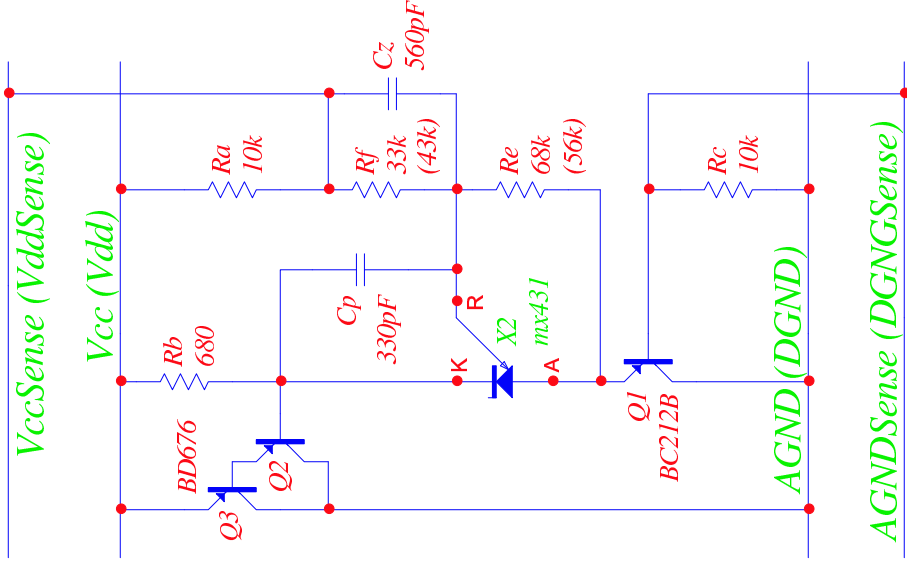 VccSense (VddSense)
Vcc (Vdd)
Ra
10k
Cz
560pF
Rf
33k
(43k)
Re
68k
(56k)
Rc
10k
Rb
680
Cp
330pF
R
K
A
X2
mx431
BD676
Q3
Q2
Q1
BC212B
AGND (DGND)
AGNDSense (DGNGSense)